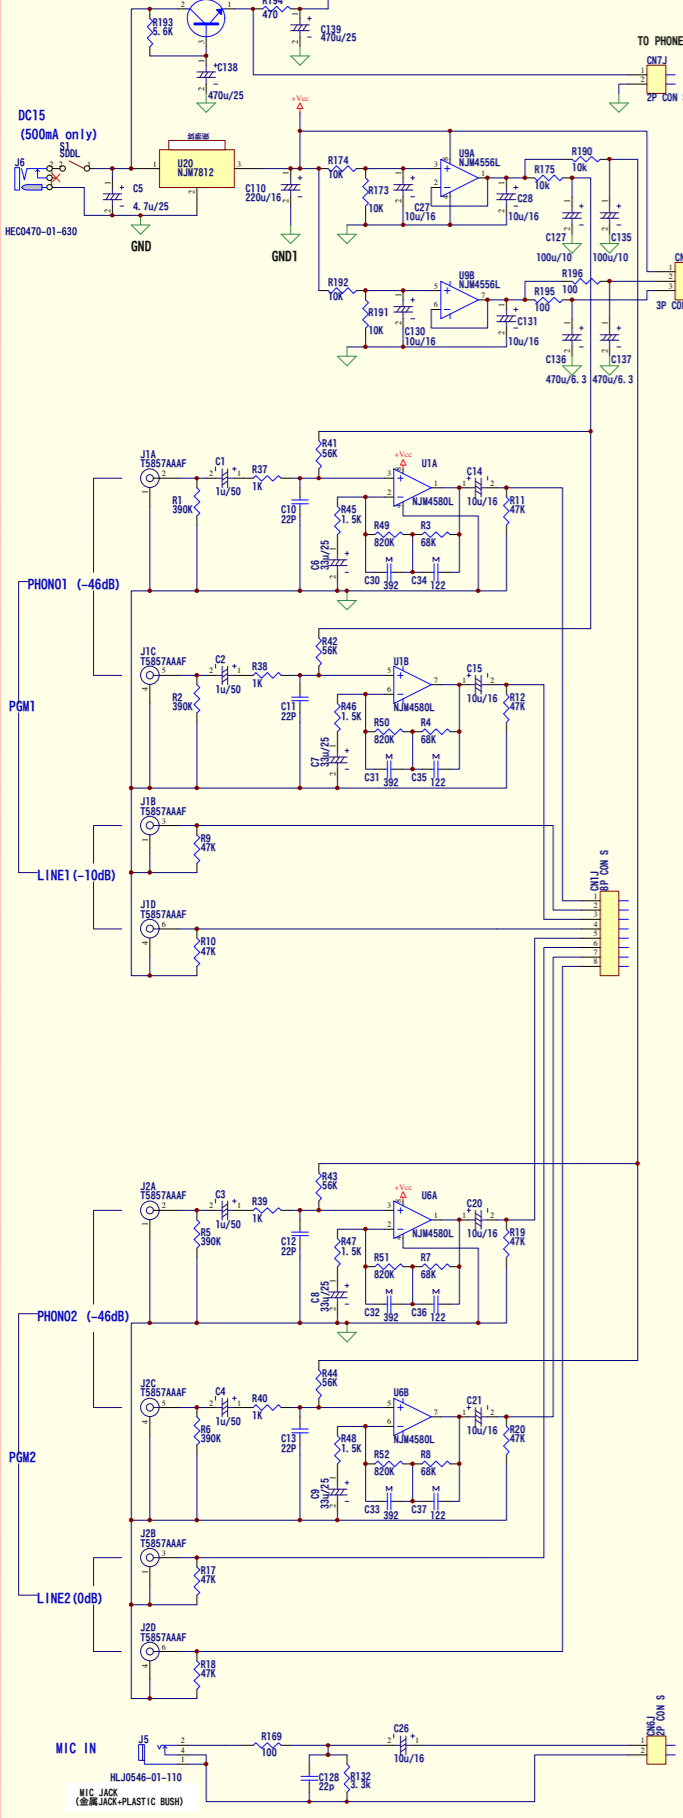 R193
5.6K
R194
470
C139
470u/25
C138
470u/25
TO PHONE
CN7J
2P CON
DC15
(500mA only)
S1
SDDL
J6
HEC0470-01-630
C5
4.7u/25
GND
U20
NJM7812
+Vcc
C110
220u/16
GND1
R174
10K
R173
10K
C27
10u/16
U9A
NJM4556L
C28
10u/16
R175
10k
R190
10k
C127
100u/10
C135
100u/10
R192
10K
R191
10K
C130
10u/16
U9B
NJM4556L
C131
10u/16
R195
100
R196
100
C136
470u/6.3
C137
470u/6.3
CN
3P CO
J1A
T5857AAAF
R1
390K
C1
1u/50
R37
1K
C10
22P
R41
56K
R45
1.5K
C6
33u/25
+Vcc
U1A
NJM4580L
R49
820K
R3
68K
C30
392
C34
122
C14
10u/16
R11
47K
PHONO1 (-46dB)
J1C
T5857AAAF
R2
390K
C2
1u/50
R38
1K
C11
22P
R42
56K
R46
1.5K
C7
33u/25
U1B
NJM4580L
R50
820K
R4
68K
C31
392
C35
122
C15
10u/16
R12
47K
PGM1
J1B
T5857AAAF
R9
47K
LINE1(-10dB)
J1D
T5857AAAF
R10
47K
CN1J
8P CON S
J2A
T5857AAAF
R5
390K
C3
1u/50
R39
1K
C12
22P
R43
56K
R47
1.5K
C8
33u/25
+Vcc
U6A
NJM4580L
R51
820K
R7
68K
C32
392
C36
122
C20
10u/16
R19
47K
PHONO2 (-46dB)
J2C
T5857AAAF
R6
390K
C4
1u/50
R40
1K
C13
22P
R44
56K
R48
1.5K
C9
33u/25
U6B
NJM4580L
R52
820K
R8
68K
C33
392
C37
122
C21
10u/16
R20
47K
PGM2
J2B
T5857AAAF
R17
47K
LINE2(0dB)
J2D
T5857AAAF
R18
47K
MIC IN
J5
HLJ0546-01-110
MIC JACK
(金属JACK+PLASTIC BUSH)
R169
100
C128
22p
R132
3.3k
C26
10u/16
CN6J
2P CON S